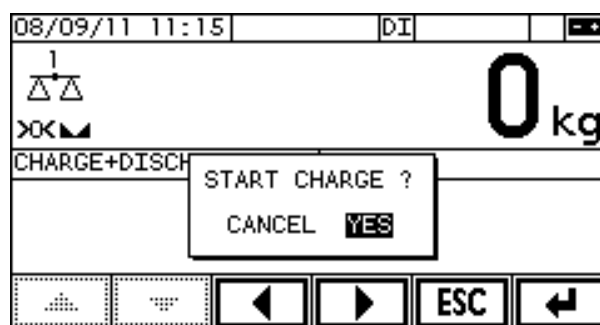 08/09/11 11:15 DI
1
0 kg
CHARGE+DISCH
START CHARGE ?
CANCEL YES
ESC